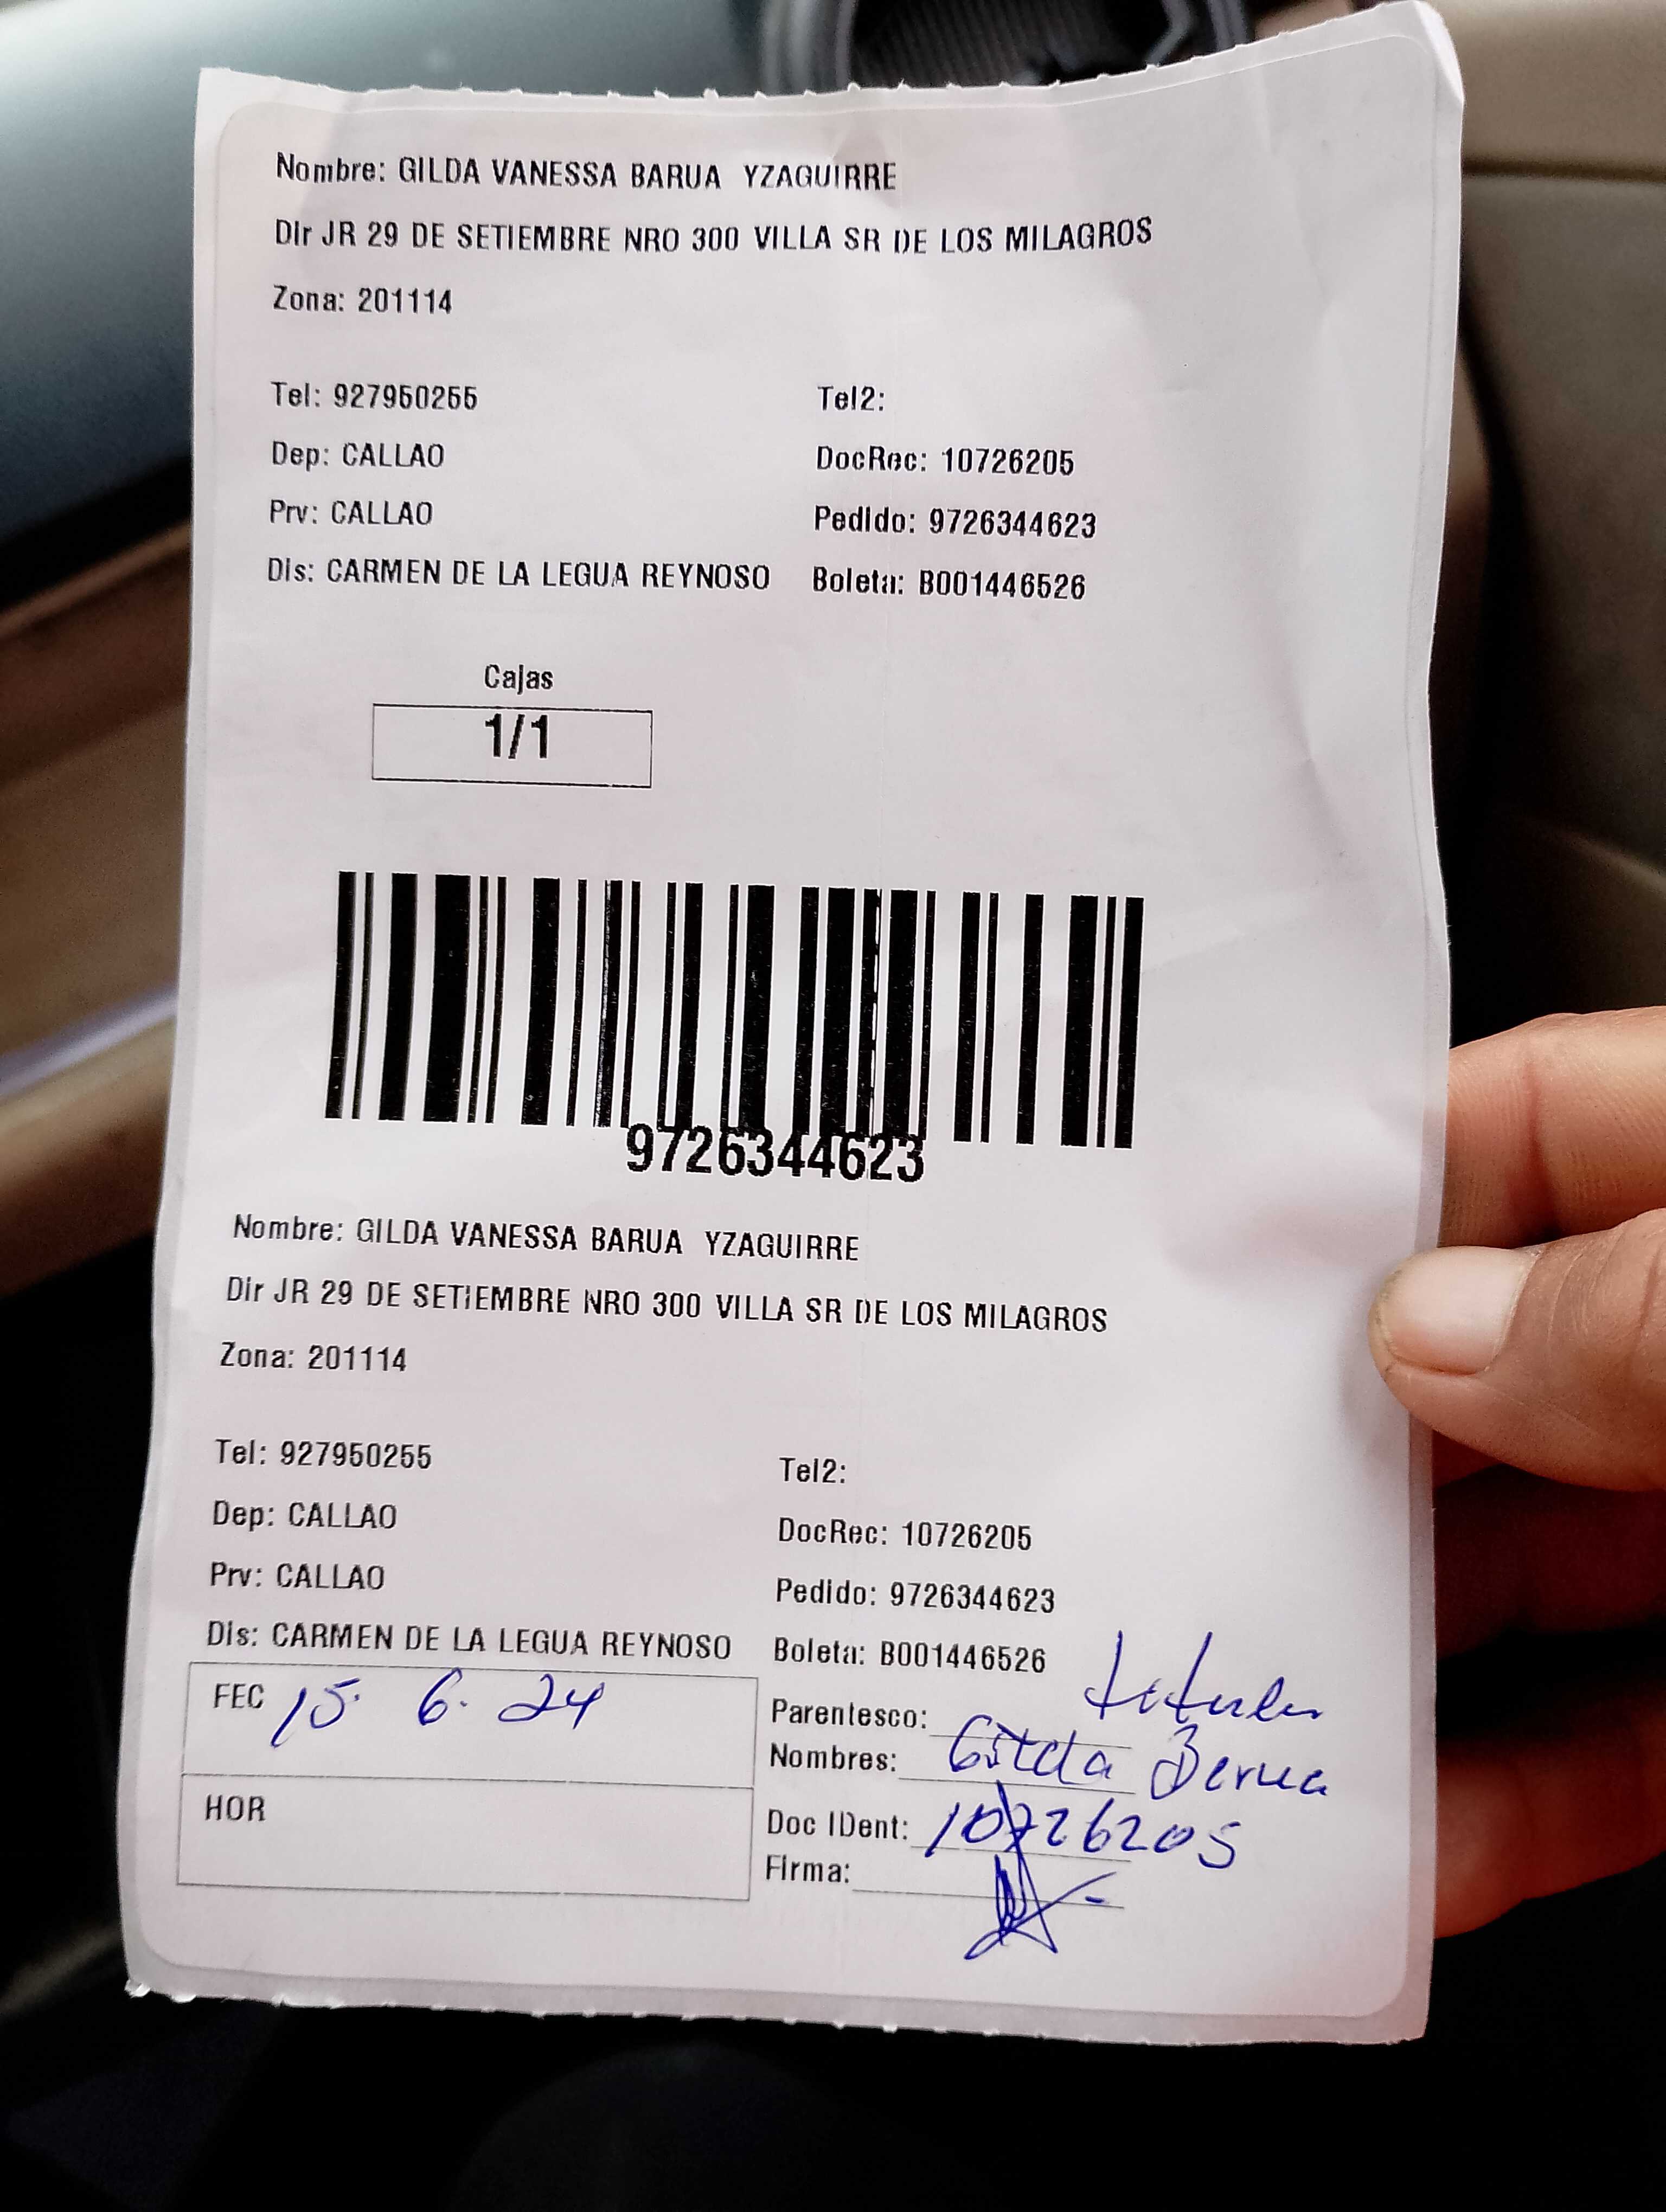 Nombre: GILDA VANESSA BARUA YZAGUIRRE
Dir JR 29 DE SETIEMBRE NRO 300 VILLA SR DE LOS MILAGROS
Zona: 201114
Tel: 927950255 Tel2:
Dep: CALLAO DocRec: 10726205
Prv: CALLAO Pedido: 9726344623
Dis: CARMEN DE LA LEGUA REYNOSO Boleta: B001446526
Cajas
1/1
9726344623
Nombre: GILDA VANESSA BARUA YZAGUIRRE
Dir JR 29 DE SETIEMBRE NRO 300 VILLA SR DE LOS MILAGROS
Zona: 201114
Tel: 927950255 Tel2:
Dep: CALLAO DocRec: 10726205
Prv: CALLAO Pedido: 9726344623
Dis: CARMEN DE LA LEGUA REYNOSO Boleta: B001446526
FEC 15. 6. 24
Parentesco: titular
Nombres: Gilda Barua
HOR
Doc IDent: 10726205
Firma: